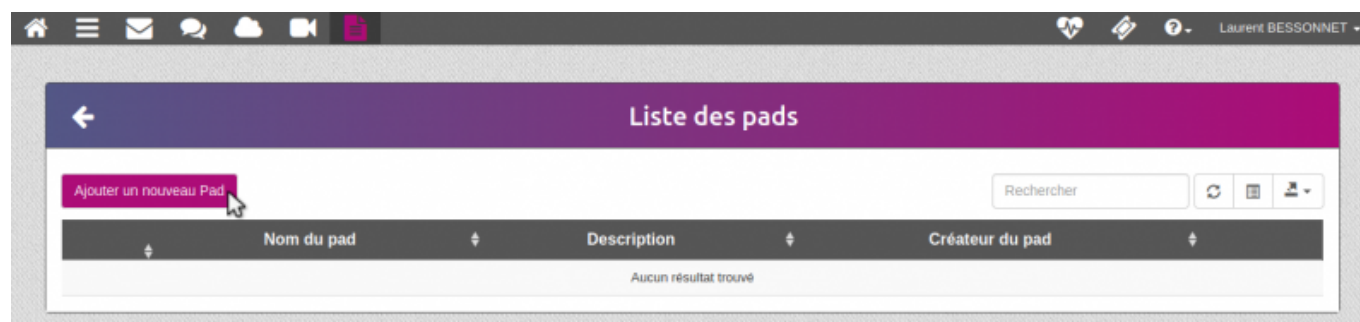 Laurent BESSONNET
Liste des pads
Ajouter un nouveau Pad
Rechercher
Nom du pad Description Créateur du pad
Aucun résultat trouvé